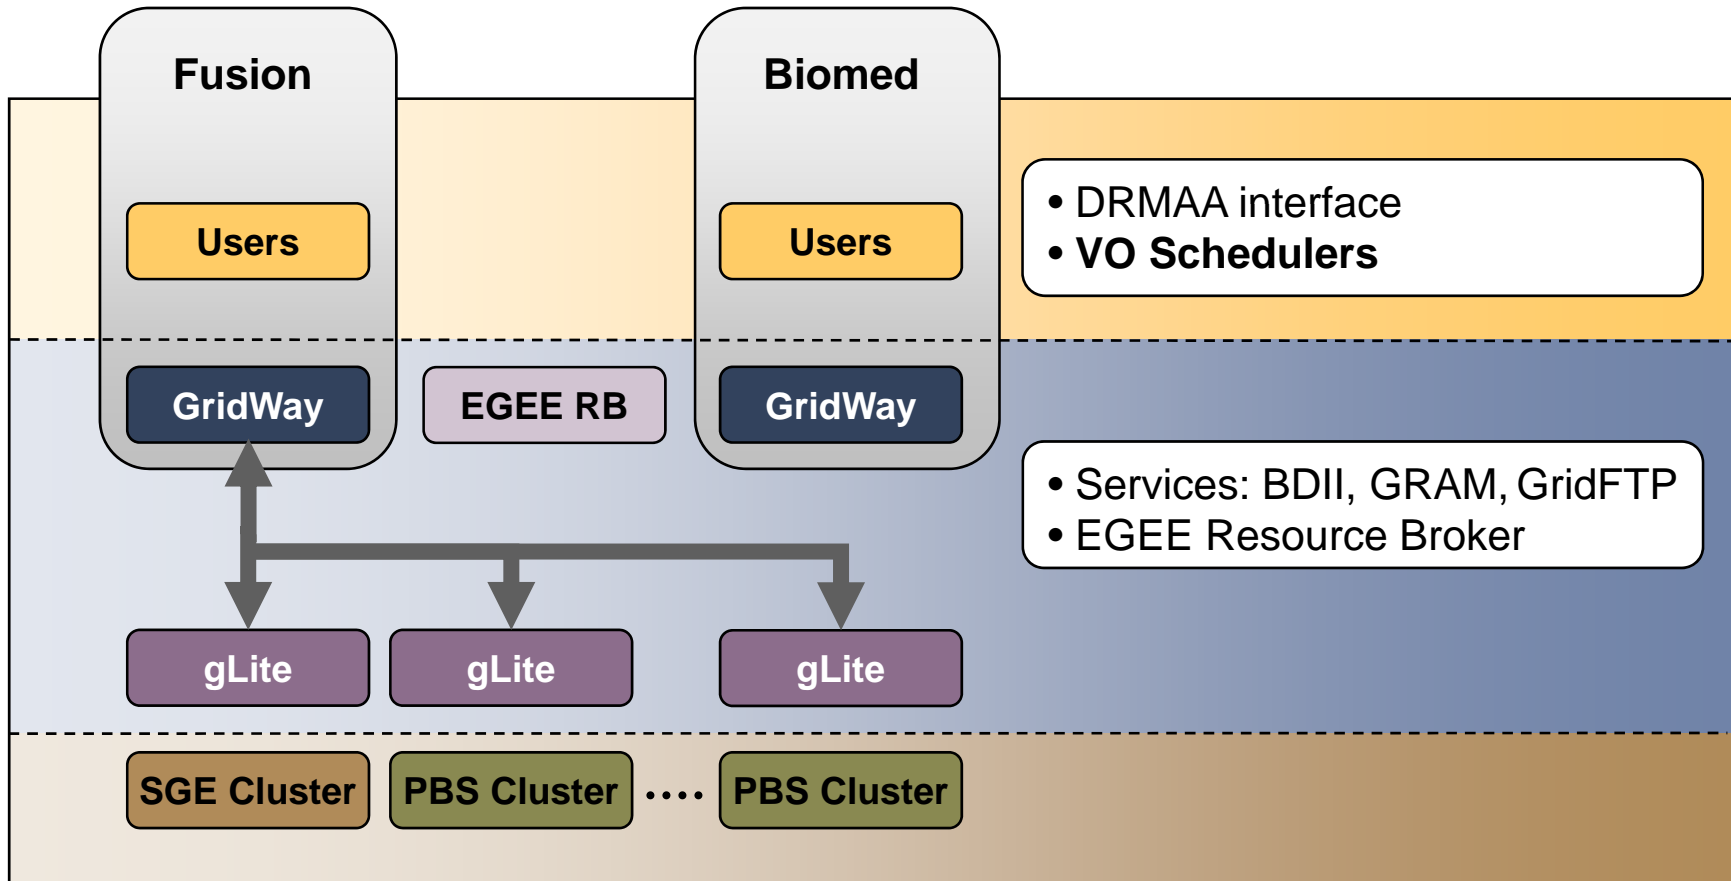 Fusion
Biomed
Users
Users
• DRMAA interface
• VO Schedulers
GridWay
EGEE RB
GridWay
• Services: BDII, GRAM, GridFTP
• EGEE Resource Broker
gLite
gLite
gLite
SGE Cluster
PBS Cluster
....
PBS Cluster